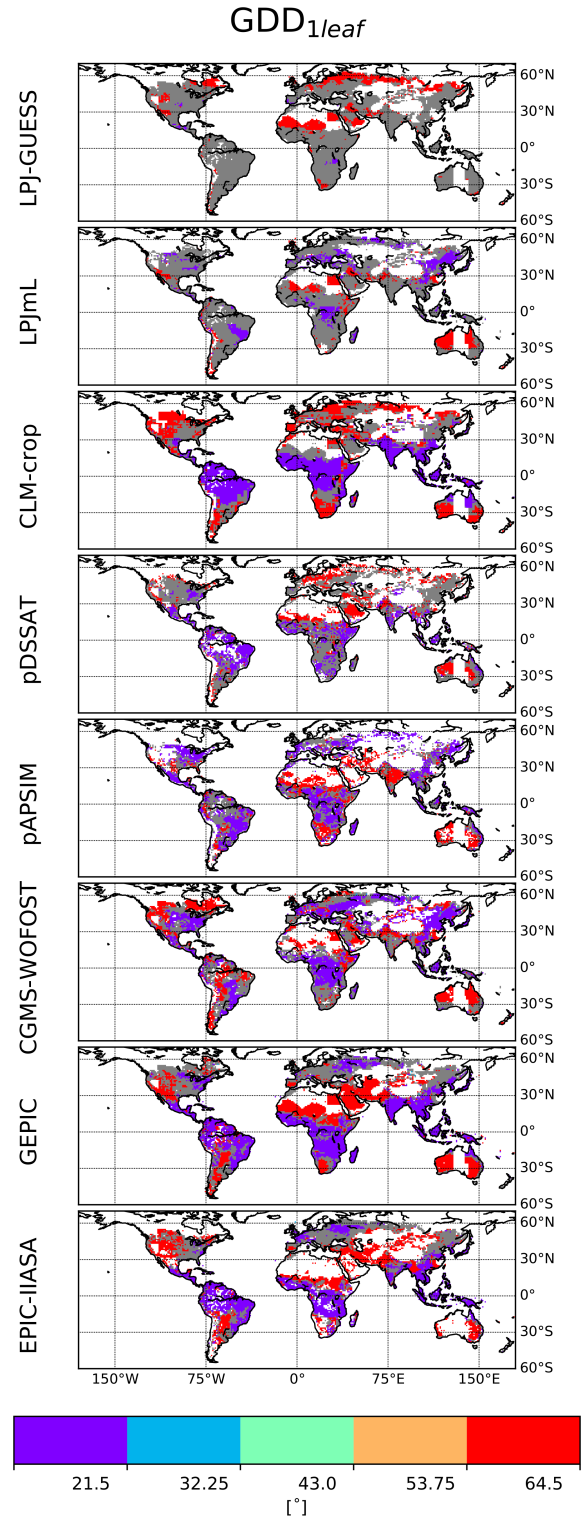 GDD1leaf
LPJ-GUESS
60°N
30°N
0°
30°S
60°S
LPJmL
60°N
30°N
0°
30°S
60°S
CLM-crop
60°N
30°N
0°
30°S
60°S
pDSSAT
60°N
30°N
0°
30°S
60°S
pAPSIM
60°N
30°N
0°
30°S
60°S
CGMS-WOFOST
60°N
30°N
0°
30°S
60°S
GEPIC
60°N
30°N
0°
30°S
60°S
EPIC-IIASA
60°N
30°N
0°
30°S
60°S
150°W 75°W 0° 75°E 150°E
21.5 32.25 43.0 53.75 64.5
[°]